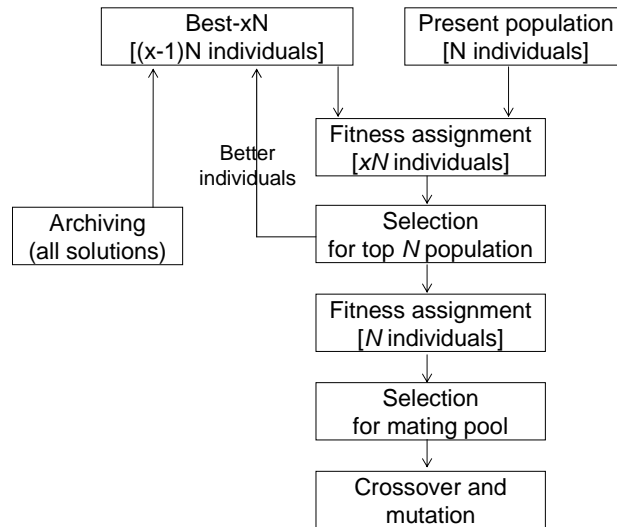 Best-xN
[(x-1)N individuals]
Present population
[N individuals]
Fitness assignment
[xN individuals]
Better
individuals
Archiving
(all solutions)
Selection
for top N population
Fitness assignment
[N individuals]
Selection
for mating pool
Crossover and
mutation